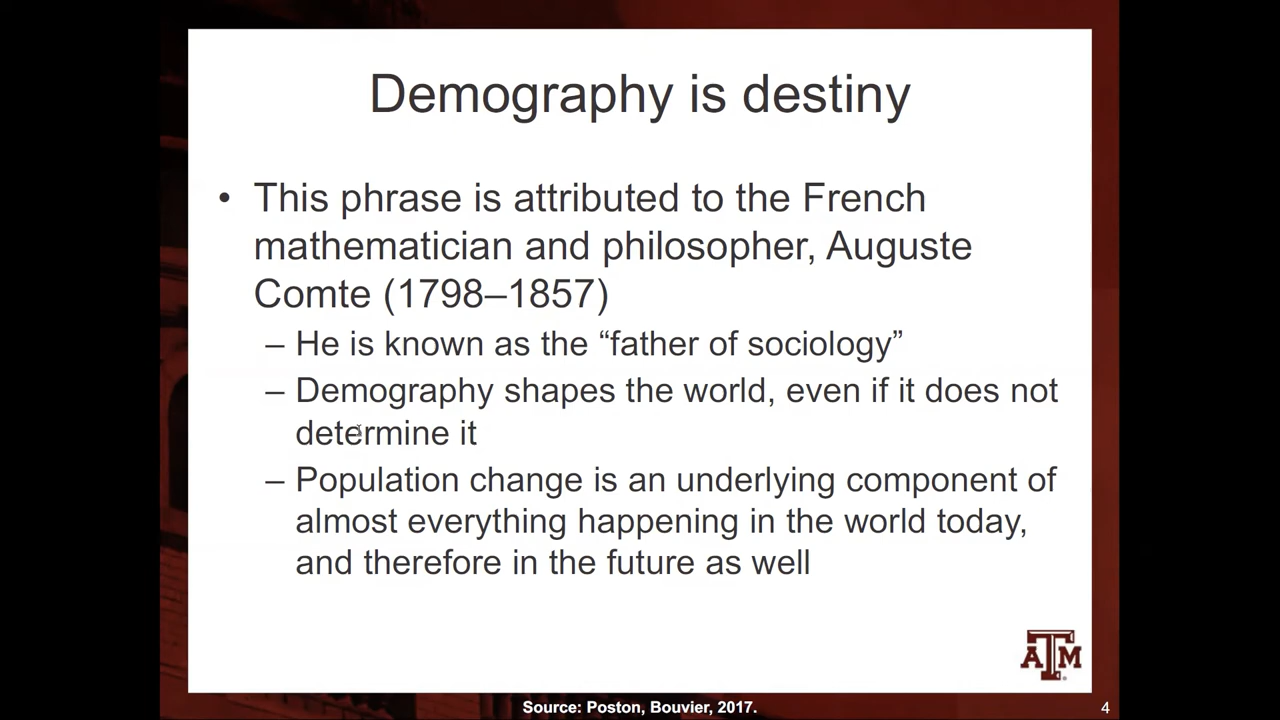 Demography is destiny
• This phrase is attributed to the French
mathematician and philosopher, Auguste
Comte (1798–1857)
– He is known as the “father of sociology”
– Demography shapes the world, even if it does not
determine it
– Population change is an underlying component of
almost everything happening in the world today,
and therefore in the future as well
ATM
Source: Poston, Bouvier, 2017.
4